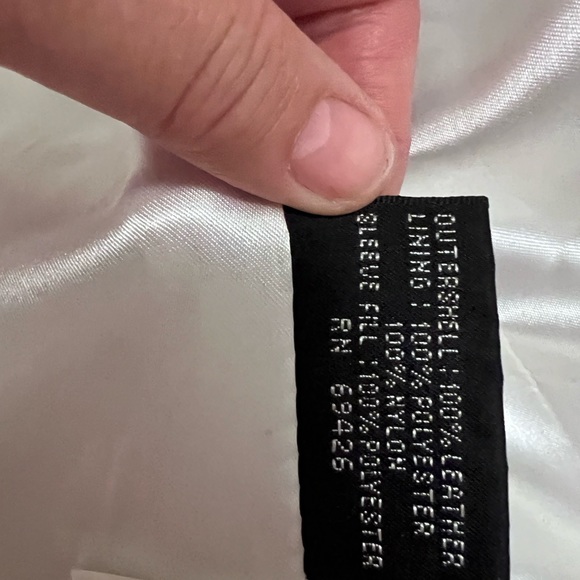 OUTERSHELL : 100% LEATHER
LINING : 100% POLYESTER
100% NYLON
SLEEVE FILL : 100% POLYESTER
RN 69426